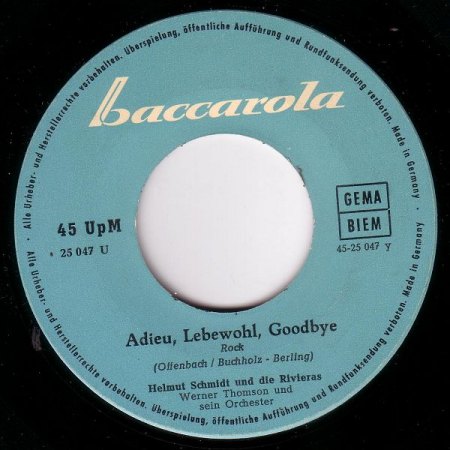 Alle Urheber- und Herstellerrechte vorbehalten. Überspielung, öffentliche Aufführung und Rundfunksendung verboten. Made in Germany
baccarola
45 UpM
25 047 U
GEMA
BIEM
45-25 047 y
Adieu, Lebewohl, Goodbye
Rock
(Offenbach / Buchholz - Berling)
Helmut Schmidt und die Rivieras
Werner Thomson und
sein Orchester
Alle Urheber- und Herstellerrechte vorbehalten. Überspielung, öffentliche Aufführung und Rundfunksendung verboten. Made in Germany